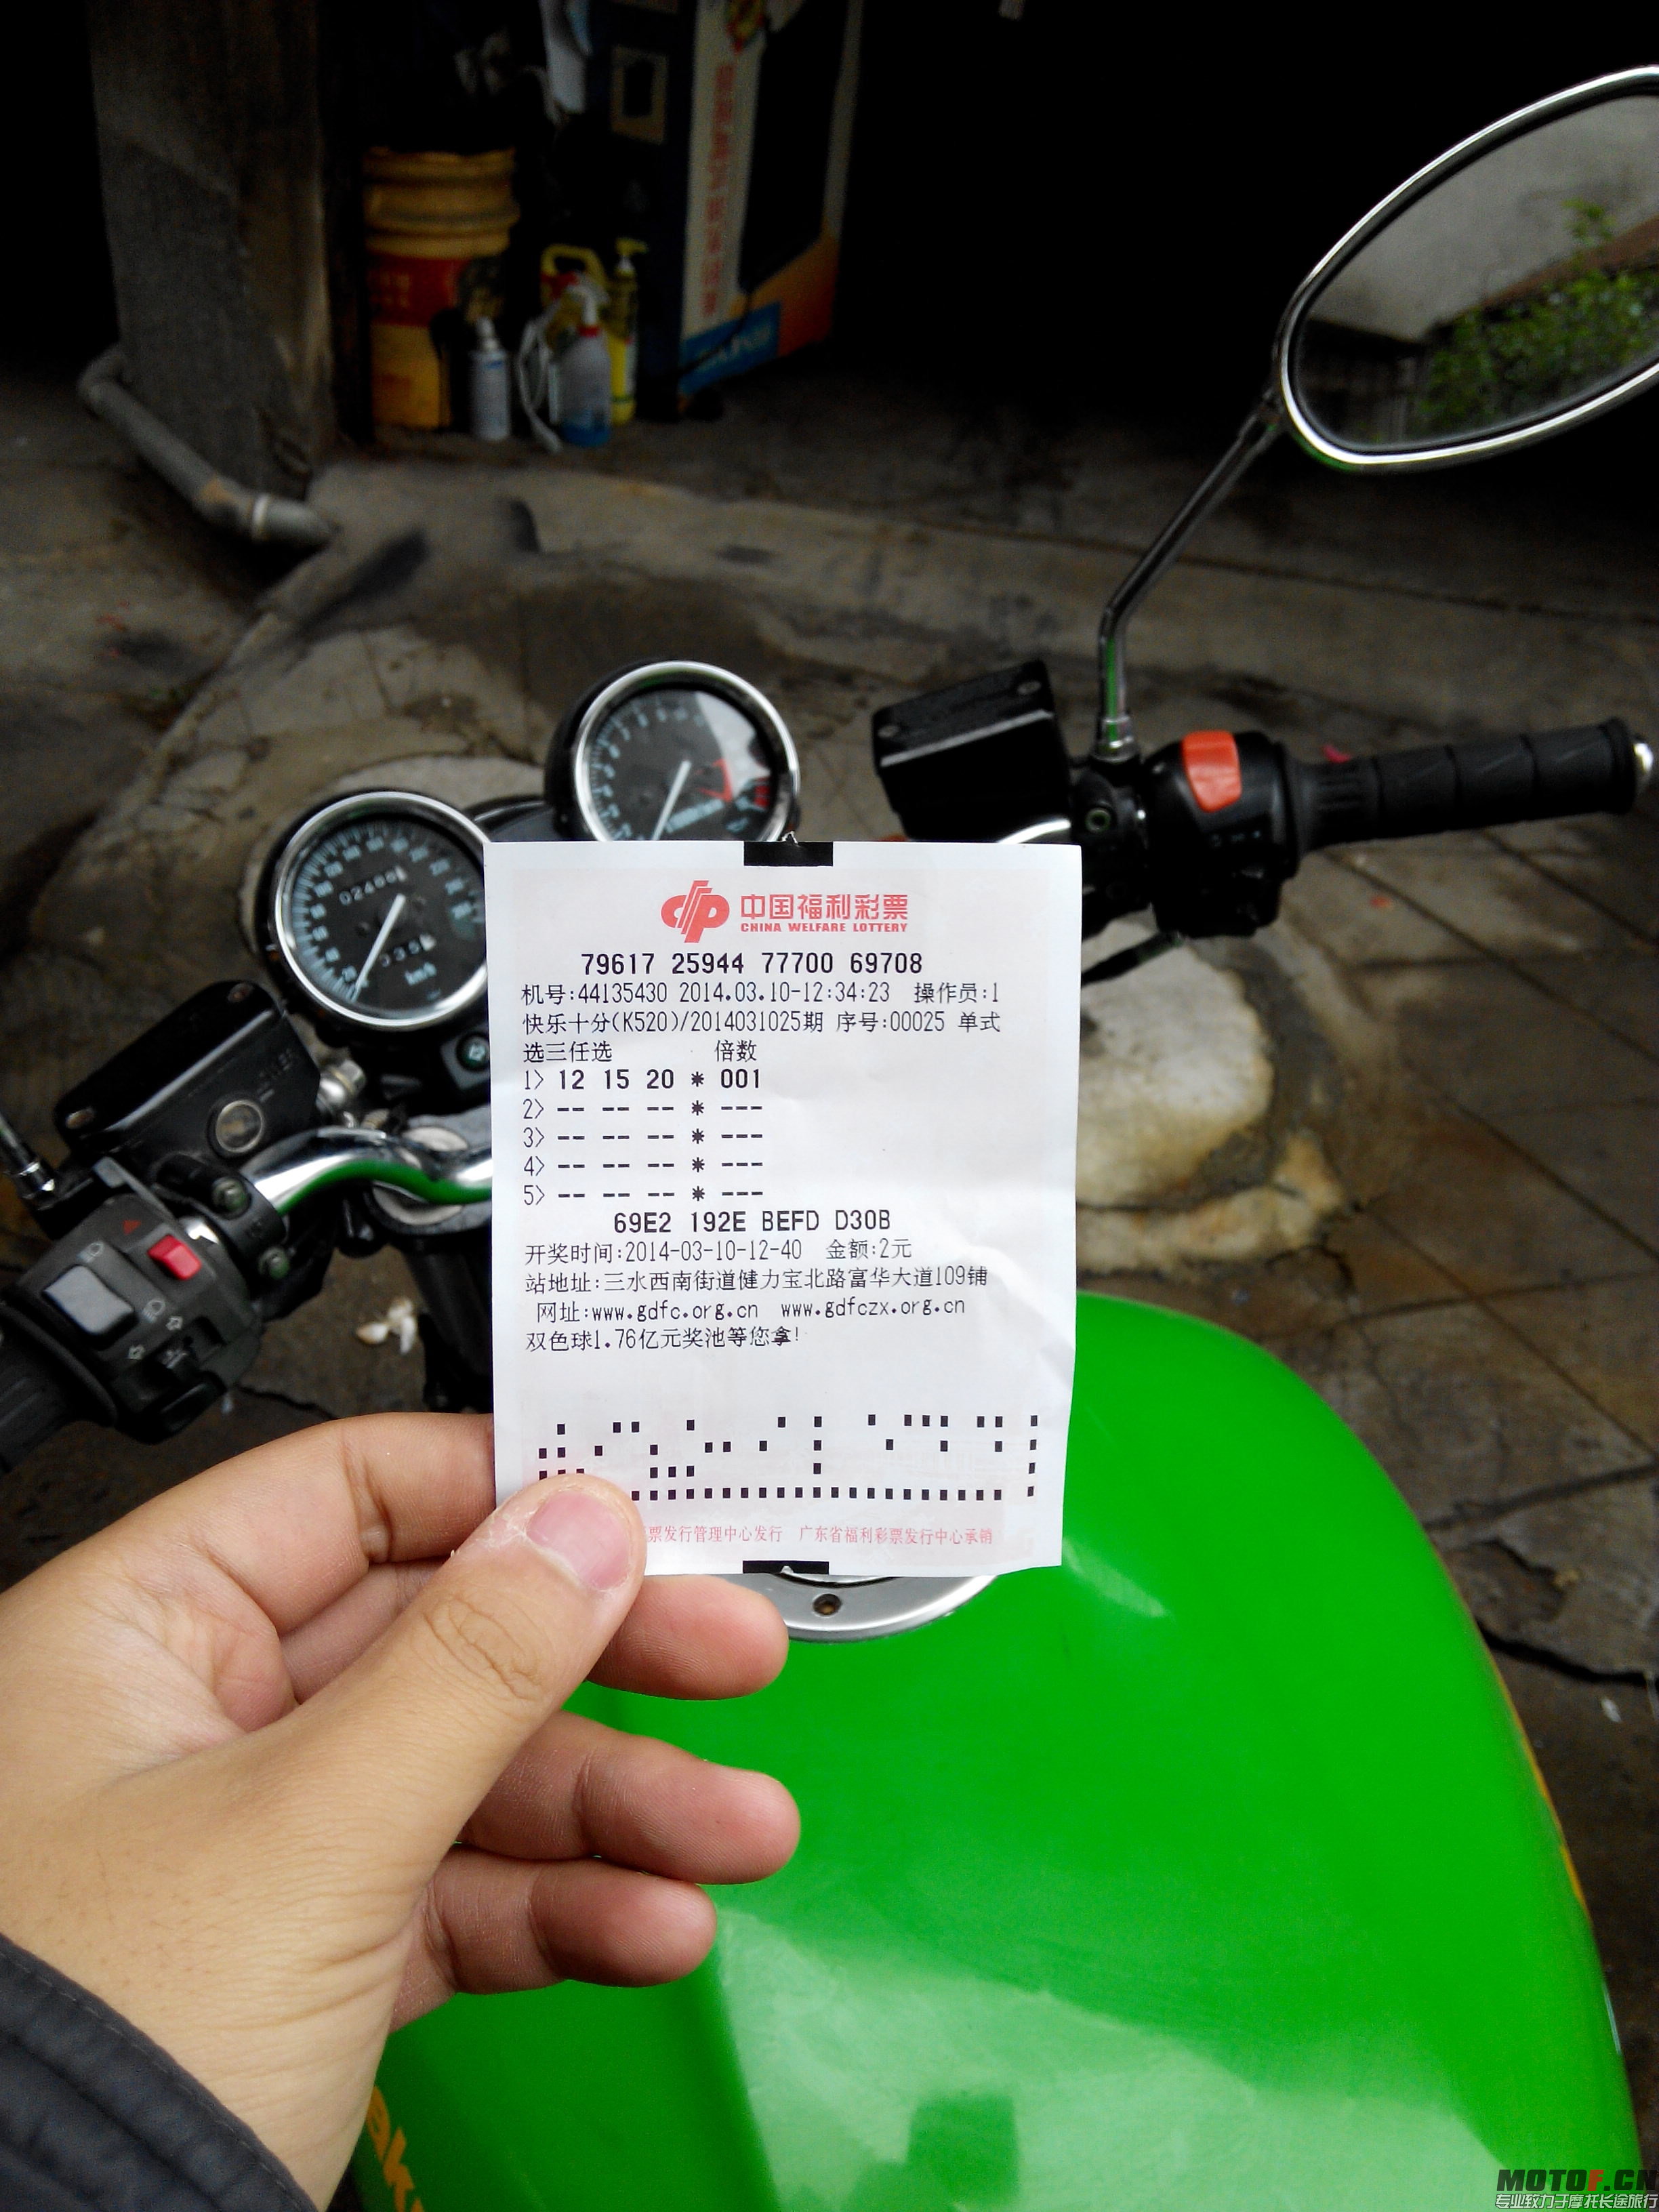 中国福利彩票
CHINA WELFARE LOTTERY
79617 25944 77700 69708
机号:44135430 2014.03.10-12:34:23 操作员:1
快乐十分(K520)/2014031025期 序号:00025 单式
选三任选 倍数
1> 12 15 20 * 001
2> -- -- -- * ---
3> -- -- -- * ---
4> -- -- -- * ---
5> -- -- -- * ---
69E2 192E BEFD D30B
开奖时间:2014-03-10-12-40 金额:2元
站地址:三水西南街道健力宝北路富华大道109铺
网址:www.gdfc.org.cn www.gdfczx.org.cn
双色球1.76亿元奖池等您拿!
票发行管理中心发行 广东省福利彩票发行中心承销
km/h
MOTOF.CN
专业致力于摩托长途旅行